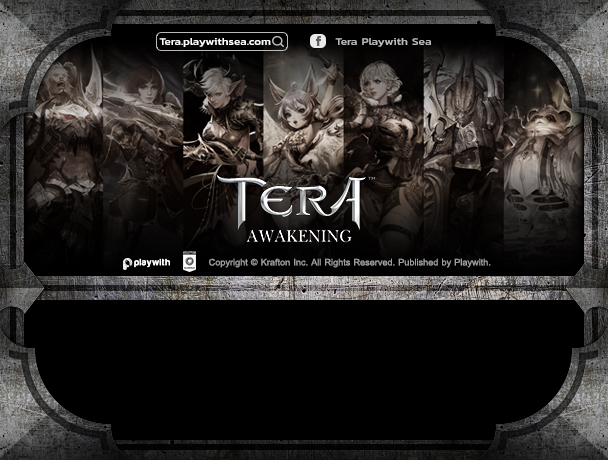 Tera.playwithsea.com
Tera Playwith Sea
TERA™
AWAKENING
playwith
Copyright © Krafton Inc. All Rights Reserved. Published by Playwith.